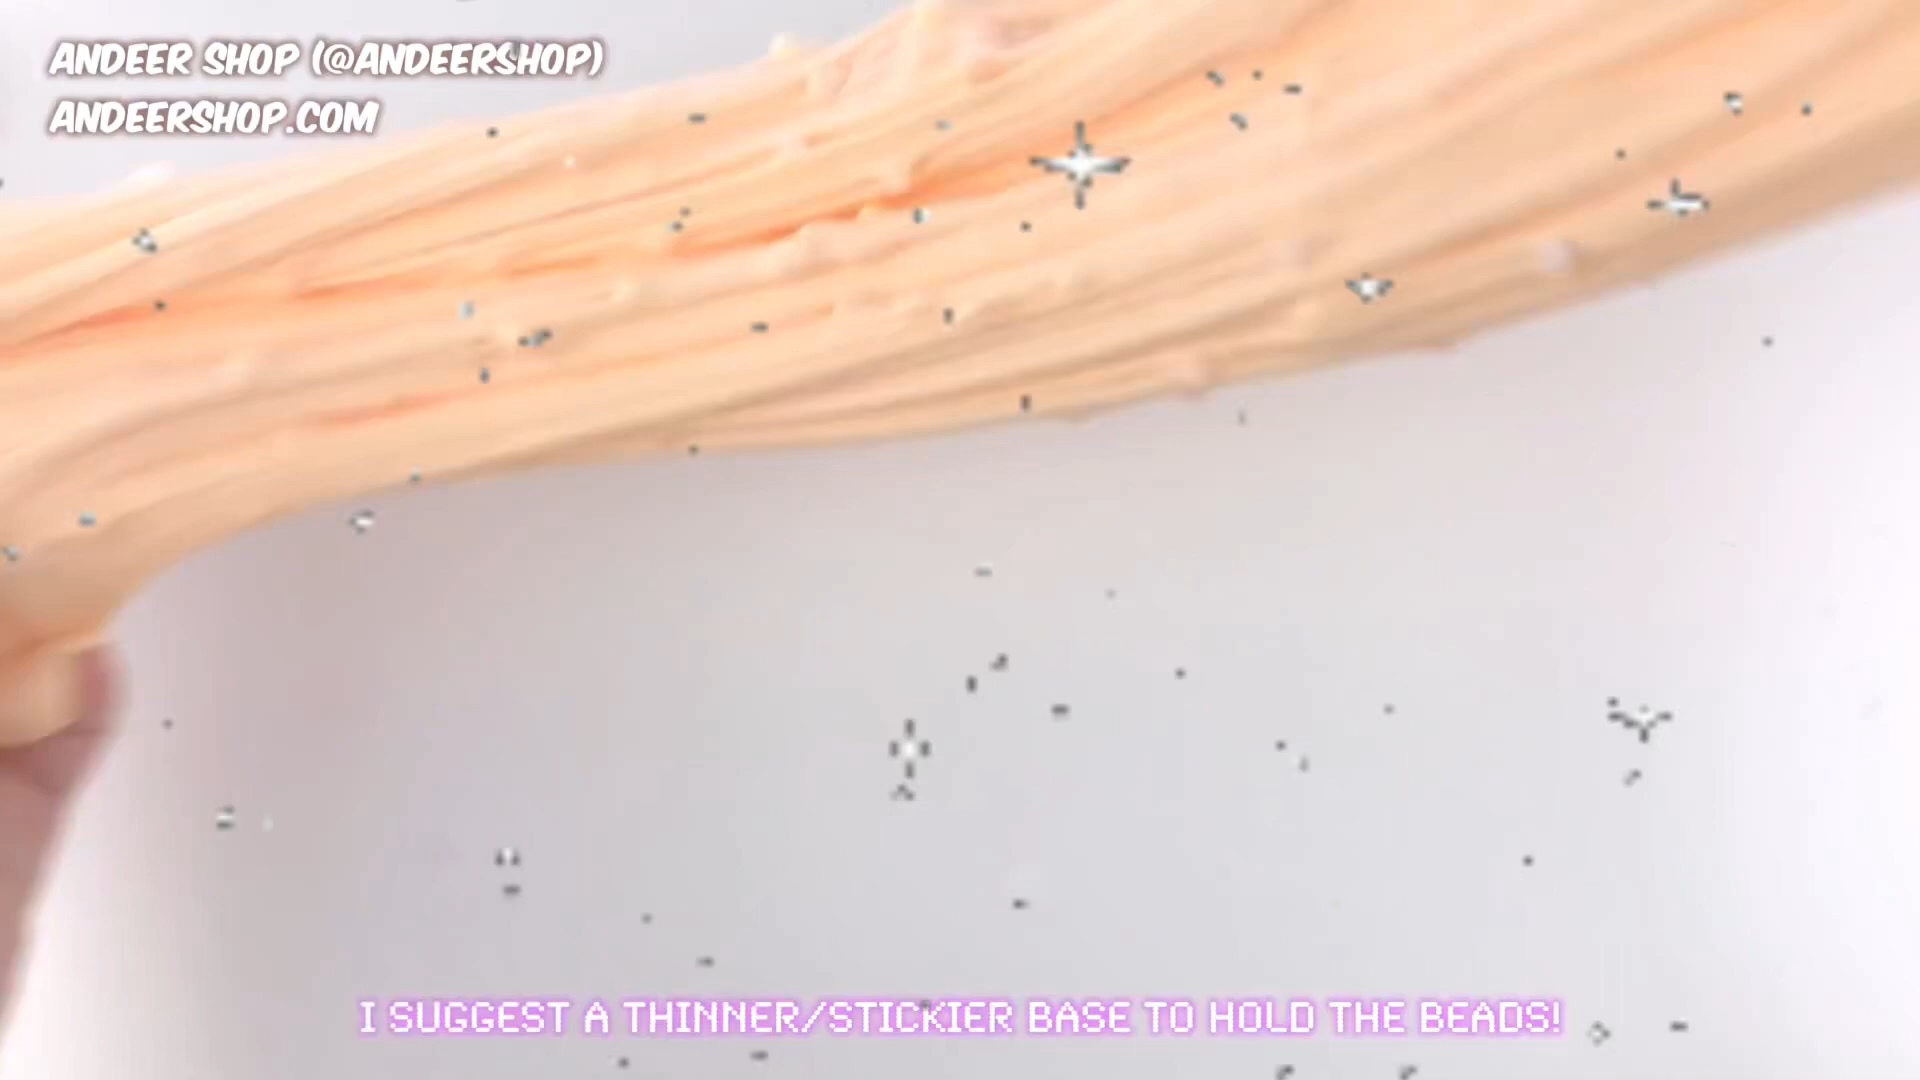 ANDEER SHOP (@ANDEERSHOP)
ANDEERSHOP.COM
I SUGGEST A THINNER/STICKIER BASE TO HOLD THE BEADS!